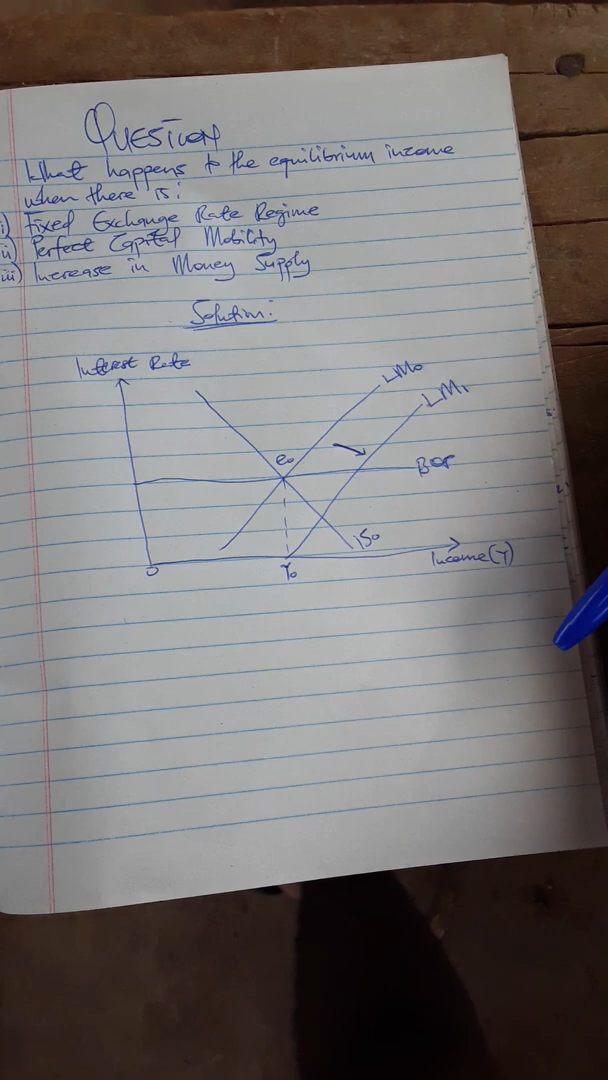 QUESTION
What happens to the equilibrium income
when there is:
i) Fixed Exchange Rate Regime
ii) Perfect Capital Mobility
iii) Increase in Money Supply
Solution:
Interest Rate
LM₀
LM₁
e₀
BOP
IS₀
Income (Y)
0
Y₀